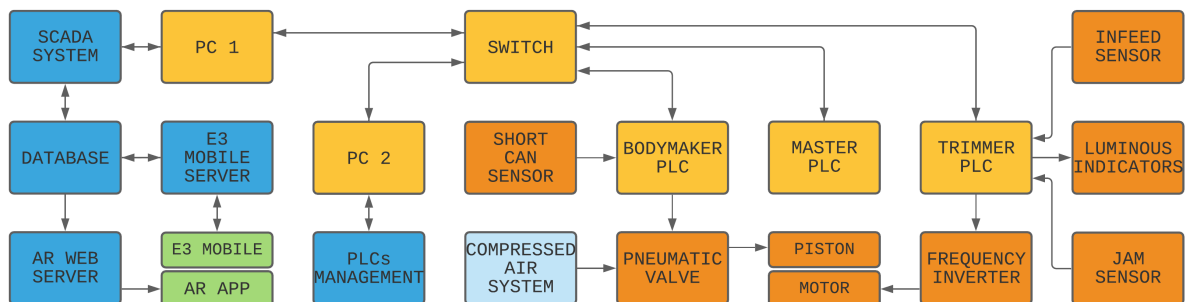 SCADA
SYSTEM
PC 1
SWITCH
INFEED
SENSOR
DATABASE
E3
MOBILE
SERVER
PC 2
SHORT
CAN
SENSOR
BODYMAKER
PLC
MASTER
PLC
TRIMMER
PLC
LUMINOUS
INDICATORS
AR WEB
SERVER
E3 MOBILE
AR APP
PLCs
MANAGEMENT
COMPRESSED
AIR
SYSTEM
PNEUMATIC
VALVE
PISTON
MOTOR
FREQUENCY
INVERTER
JAM
SENSOR